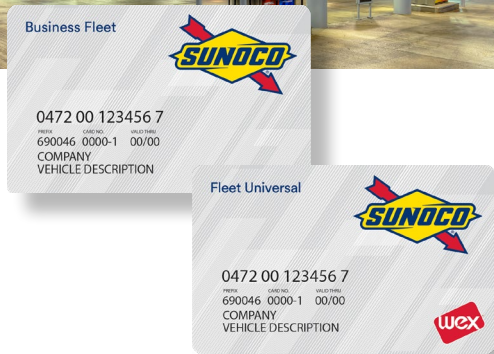 Business Fleet
SUNOCO
0472 00 123456 7
PREFIX CARD NO. VALID THRU
690046 0000-1 00/00
COMPANY
VEHICLE DESCRIPTION
Fleet Universal
SUNOCO
0472 00 123456 7
PREFIX CARD NO. VALID THRU
690046 0000-1 00/00
COMPANY
VEHICLE DESCRIPTION
wex